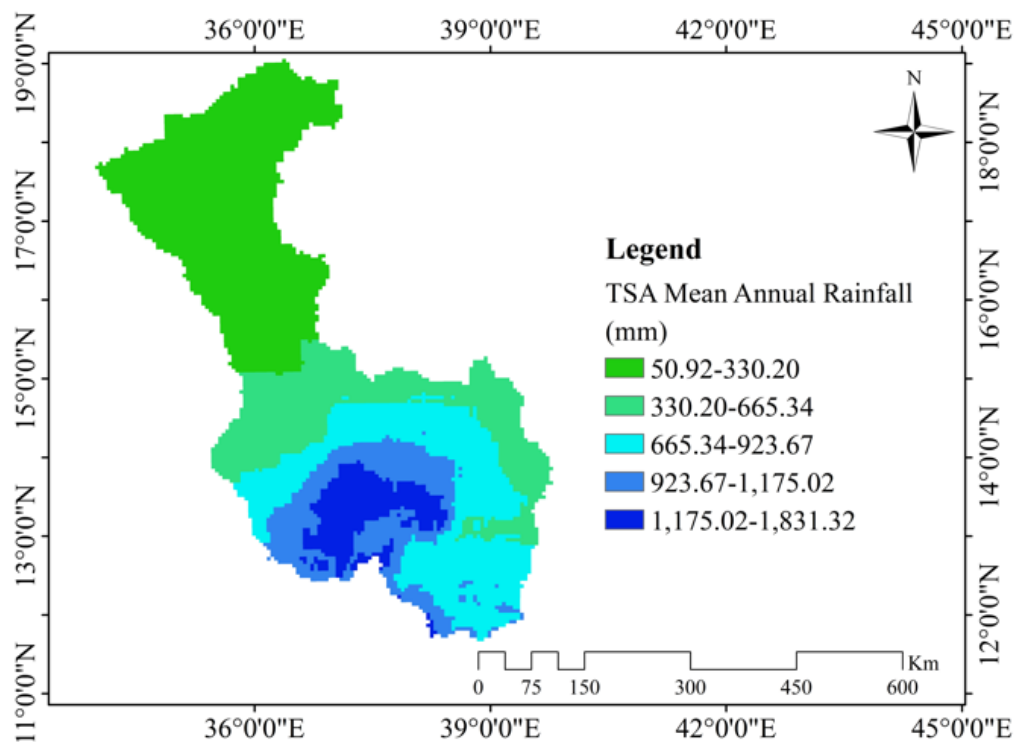 36°0'0"E 39°0'0"E 42°0'0"E 45°0'0"E
19°0'0"N
N
18°0'0"N
17°0'0"N
Legend
16°0'0"N
TSA Mean Annual Rainfall
(mm)
50.92-330.20
15°0'0"N
330.20-665.34
665.34-923.67
14°0'0"N
923.67-1,175.02
13°0'0"N
1,175.02-1,831.32
12°0'0"N
Km
0 75 150 300 450 600
11°0'0"N
36°0'0"E 39°0'0"E 42°0'0"E 45°0'0"E